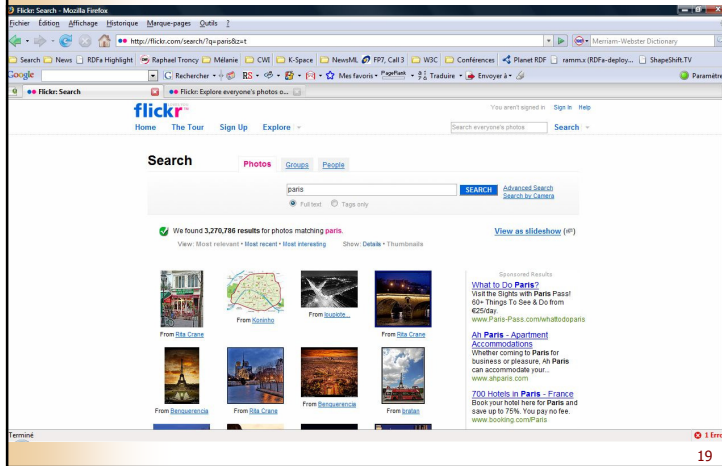 Flickr: Search - Mozilla Firefox
Fichier Édition Affichage Historique Marque-pages Outils ?
http://flickr.com/search/?q=paris&z=t
Merriam-Webster Dictionary
Search News RDFa Highlight Raphael Troncy Mélanie CWI K-Space NewsML FP7, Call 3 W3C Conférences Planet RDF ramm.x (RDFa-deploy... ShapeShift.TV
Google Rechercher RS Mes favoris PageRank Traduire Envoyer à Paramètre
Flickr: Search Flickr: Explore everyone's photos o...
flickr
You aren't signed in Sign In Help
Home The Tour Sign Up Explore
Search everyone's photos Search
Search Photos Groups People
paris SEARCH Advanced Search
Search by Camera
Full text Tags only
We found 3,270,786 results for photos matching paris.
View as slideshow
View: Most relevant • Most recent • Most interesting Show: Details • Thumbnails
Sponsored Results
What to Do Paris?
Visit the Sights with Paris Pass!
60+ Things To See & Do from
€25/day.
www.Paris-Pass.com/whattodoparis
From Rita Crane
From Koninho
From loupiote...
From Rita Crane
Ah Paris - Apartment
Accommodations
Whether coming to Paris for
business or pleasure, Ah Paris
can accommodate your...
www.ahparis.com
700 Hotels in Paris - France
Book your hotel here for Paris and
save up to 75%. You pay no fee.
www.booking.com/Paris
From Benquerencia
From Rita Crane
From Benquerencia
From bratan
Terminé
1 Erre
19